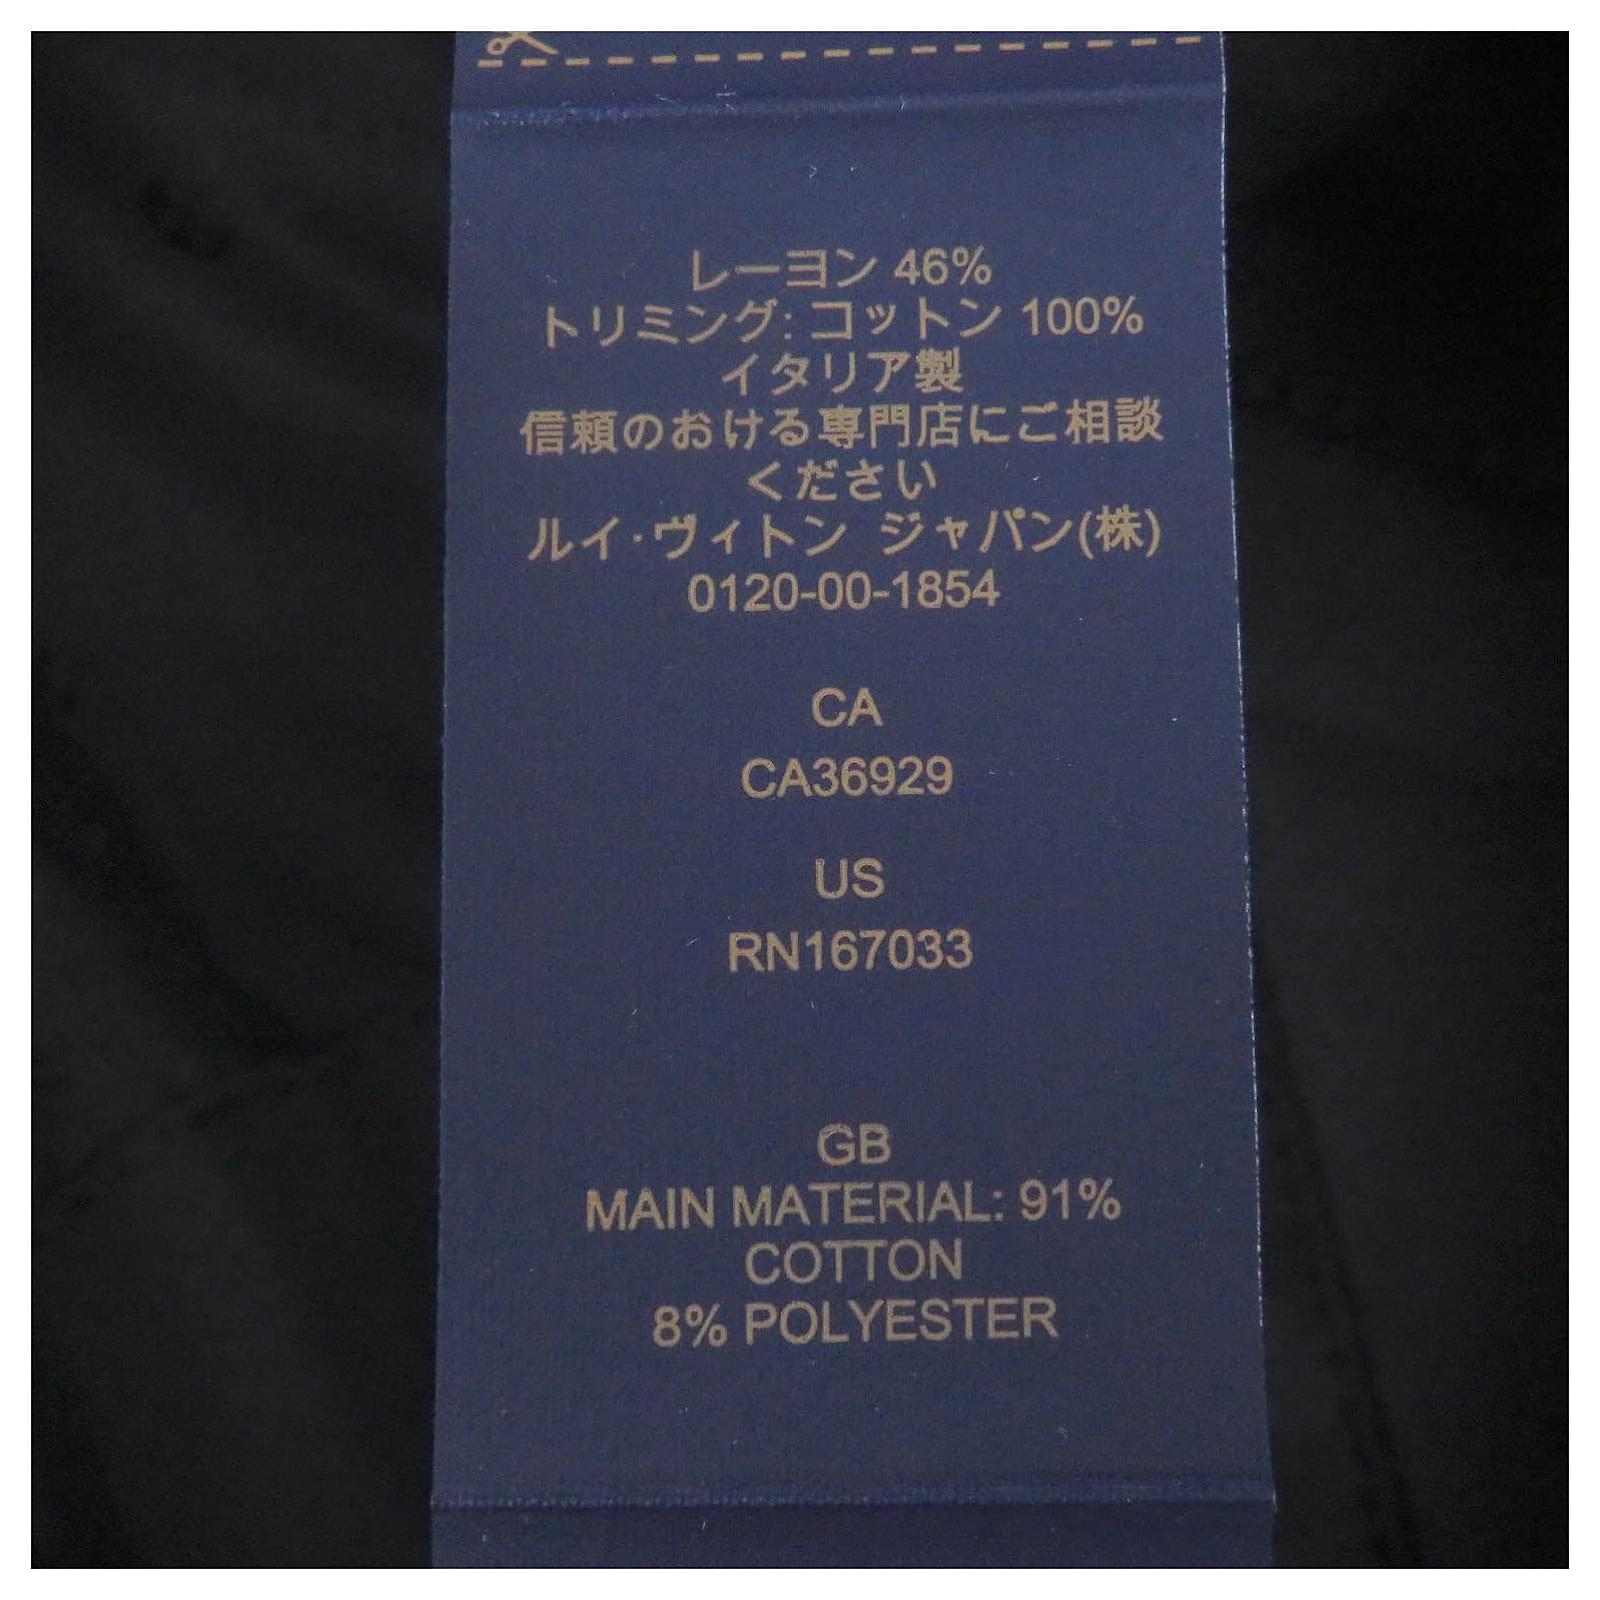 レーヨン 46%
トリミング: コットン 100%
イタリア製
信頼のおける専門店にご相談
ください
ルイ·ヴィトン ジャパン(株)
0120-00-1854
CA
CA36929
US
RN167033
GB
MAIN MATERIAL: 91%
COTTON
8% POLYESTER